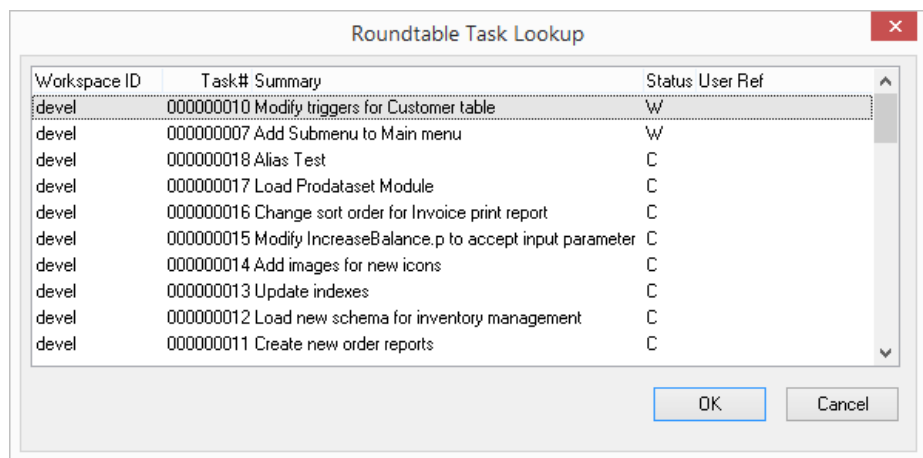 Roundtable Task Lookup
Workspace ID Task# Summary Status User Ref
devel 000000010 Modify triggers for Customer table W
devel 000000007 Add Submenu to Main menu W
devel 000000018 Alias Test C
devel 000000017 Load Prodataset Module C
devel 000000016 Change sort order for Invoice print report C
devel 000000015 Modify IncreaseBalance.p to accept input parameter C
devel 000000014 Add images for new icons C
devel 000000013 Update indexes C
devel 000000012 Load new schema for inventory management C
devel 000000011 Create new order reports C
OK Cancel